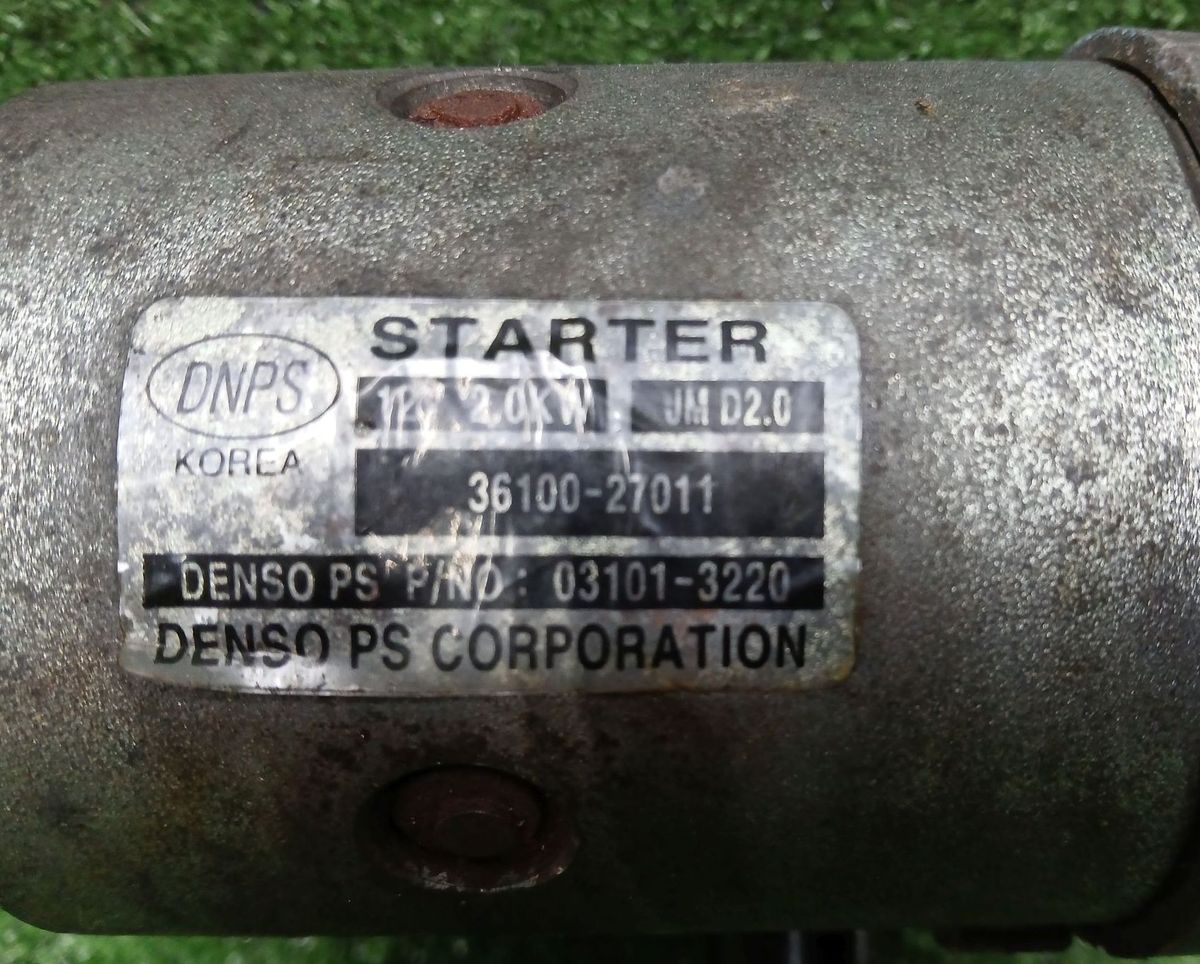 STARTER
DNPS
KOREA
12V 2.0KW
JM D2.0
36100-27011
DENSO PS P/NO: 03101-3220
DENSO PS CORPORATION